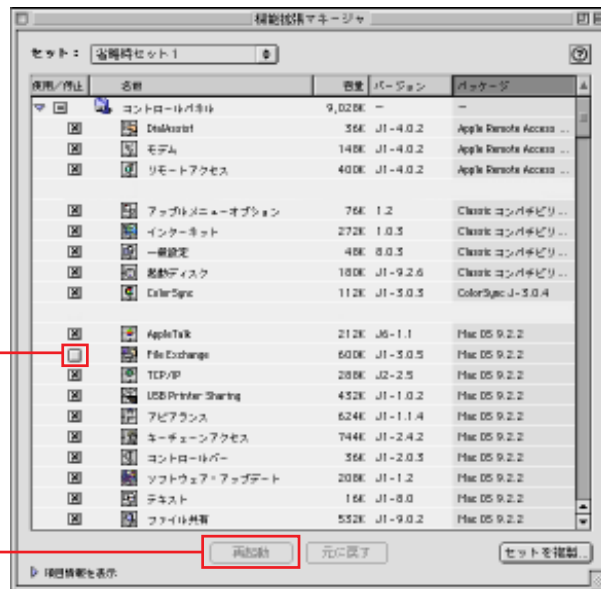 機能拡張マネージャ
セット： 省略時セット1
使用／停止 名前 容量 バージョン パッケージ
コントロールパネル 9,028K – –
DialAssist 36K J1-4.0.2 Apple Remote Access ...
モデム 148K J1-4.0.2 Apple Remote Access ...
リモートアクセス 400K J1-4.0.2 Apple Remote Access ...
アップルメニューオプション 76K 1.2 Classic コンパチビリ...
インターネット 272K 1.0.3 Classic コンパチビリ...
一般設定 48K 8.0.3 Classic コンパチビリ...
起動ディスク 180K J1-9.2.6 Classic コンパチビリ...
ColorSync 112K J1-3.0.3 ColorSync J-3.0.4
AppleTalk 212K J6-1.1 Mac OS 9.2.2
File Exchange 600K J1-3.0.5 Mac OS 9.2.2
TCP/IP 288K J2-2.5 Mac OS 9.2.2
USB Printer Sharing 432K J1-1.0.2 Mac OS 9.2.2
アピアランス 624K J1-1.1.4 Mac OS 9.2.2
キーチェーンアクセス 744K J1-2.4.2 Mac OS 9.2.2
コントロールバー 36K J1-2.0.3 Mac OS 9.2.2
ソフトウェア・アップデート 208K J1-1.2 Mac OS 9.2.2
テキスト 16K J1-8.0 Mac OS 9.2.2
ファイル共有 532K J1-9.0.2 Mac OS 9.2.2
再起動 元に戻す セットを複製...
項目情報を表示